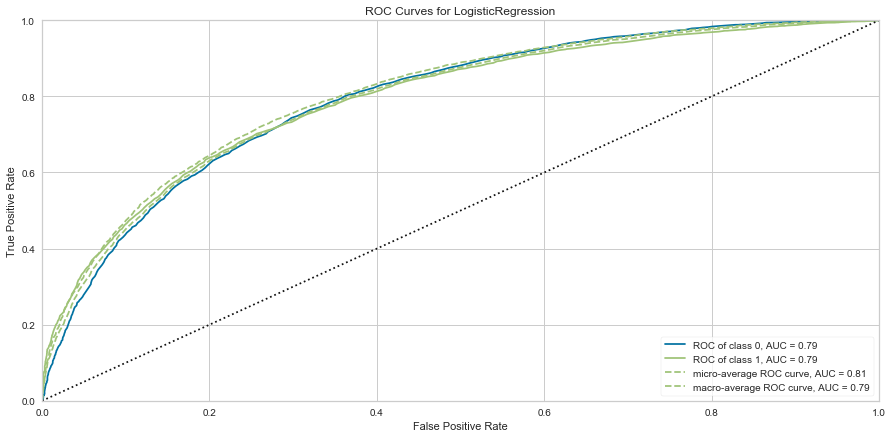 ROC Curves for LogisticRegression
1.0
0.8
0.6
0.4
0.2
0.0
True Positive Rate
0.0 0.2 0.4 0.6 0.8 1.0
False Positive Rate
ROC of class 0, AUC = 0.79
ROC of class 1, AUC = 0.79
micro-average ROC curve, AUC = 0.81
macro-average ROC curve, AUC = 0.79